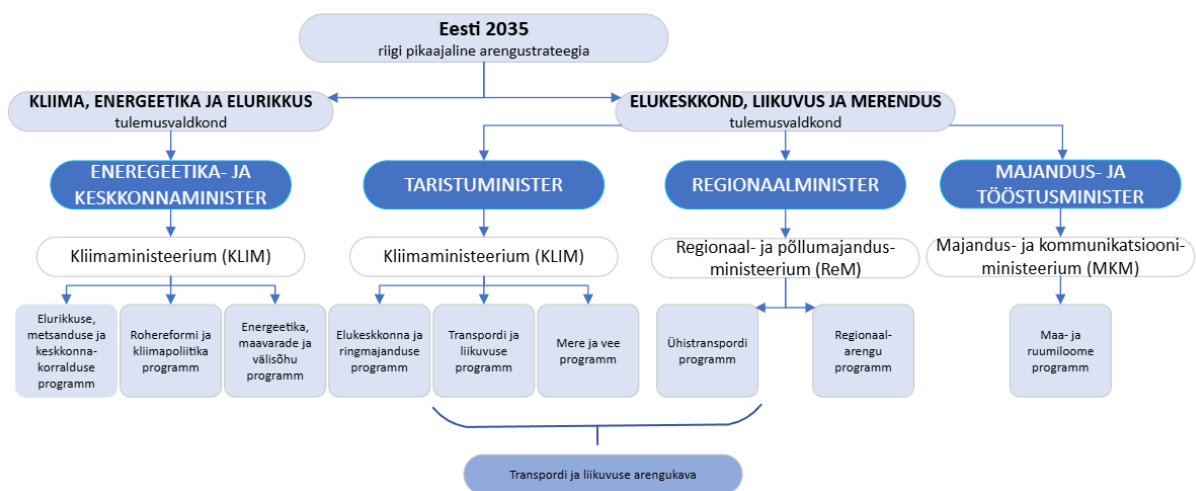 Eesti 2035
riigi pikaajaline arengustrateegia
KLIIMA, ENERGEETIKA JA ELURIKKUS
tulemusvaldkond
ELUKESKKOND, LIIKUVUS JA MERENDUS
tulemusvaldkond
ENEREGEETIKA- JA
KESKKONNAMINISTER
TARISTUMINISTER
REGIONAALMINISTER
MAJANDUS- JA
TÖÖSTUSMINISTER
Kliimaministeerium (KLIM)
Kliimaministeerium (KLIM)
Regionaal- ja põllumajandus-
ministeerium (ReM)
Majandus- ja kommunikatsiooni-
ministeerium (MKM)
Elurikkuse,
metsanduse ja
keskkonna-
korralduse
programm
Rohereformi ja
kliimapoliitika
programm
Energeetika,
maavarade ja
välisõhu
programm
Elukeskkonna ja
ringmajanduse
programm
Transpordi ja
liikuvuse
programm
Mere ja vee
programm
Ühistranspordi
programm
Regionaal-
arengu
programm
Maa- ja
ruumiloome
programm
Transpordi ja liikuvuse arengukava